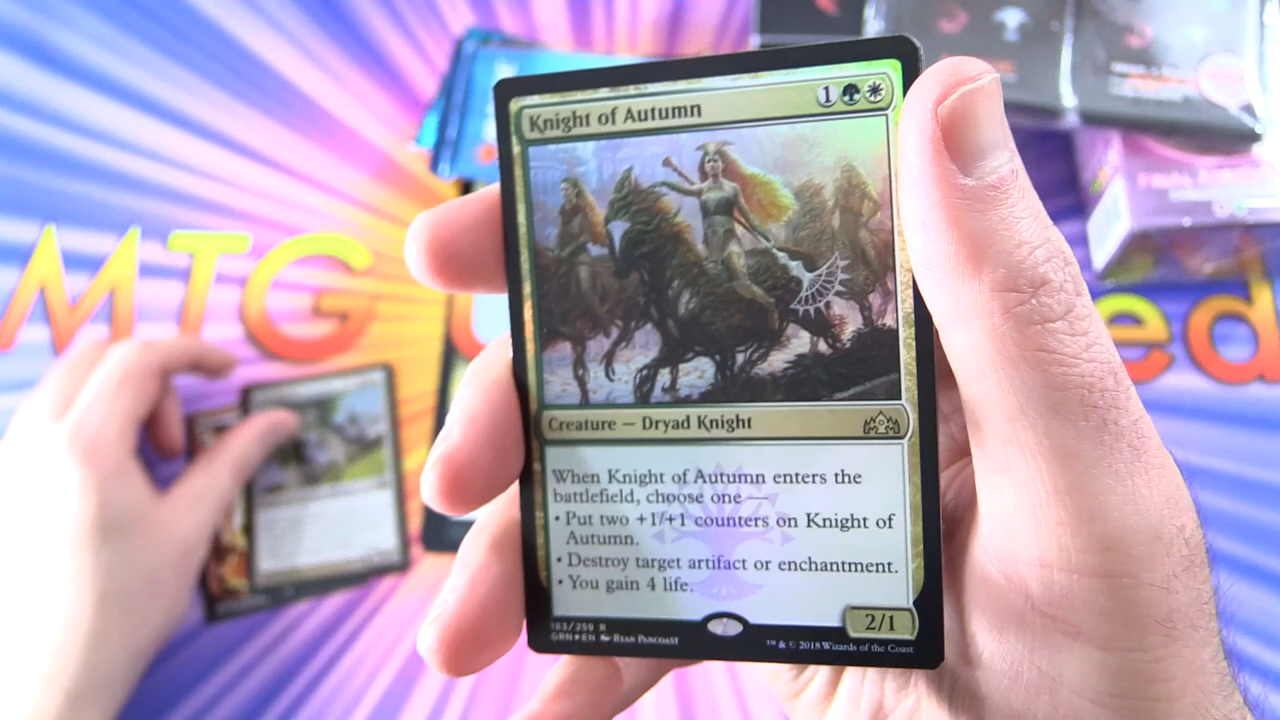 MTG
ed
Knight of Autumn
1
Creature — Dryad Knight
When Knight of Autumn enters the
battlefield, choose one —
• Put two +1/+1 counters on Knight of
Autumn.
• Destroy target artifact or enchantment.
• You gain 4 life.
2/1
183/259 R
GRN★EN Ryan Pancoast
™ & © 2018 Wizards of the Coast